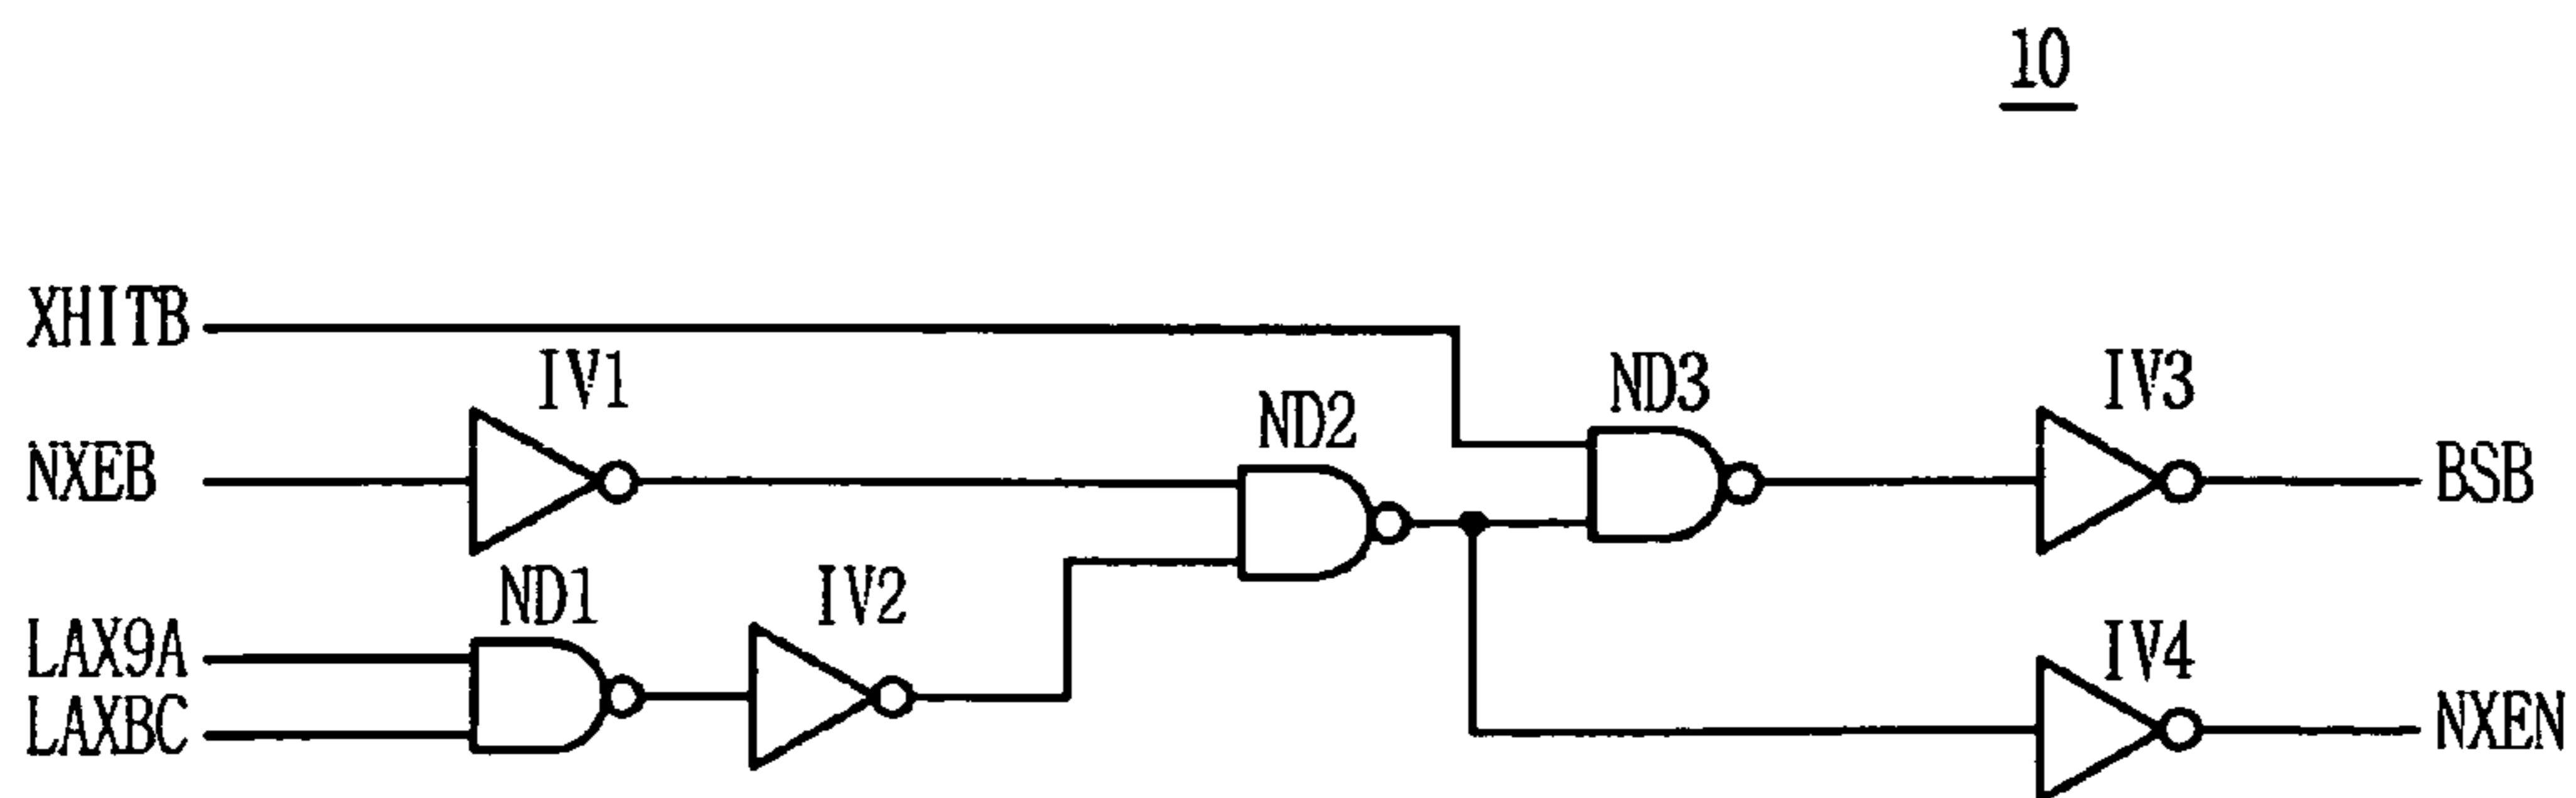 10
XHITB
IV1
ND2
ND3
IV3
NXEB
BSB
ND1
IV2
LAX9A
LAXBC
IV4
NXEN